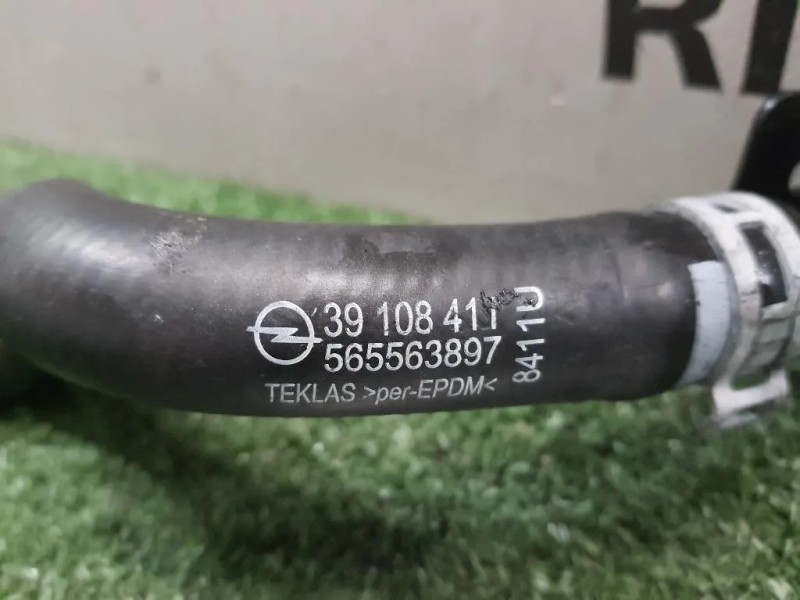 39 108 411
565563897
8411U
TEKLAS >per-EPDM<